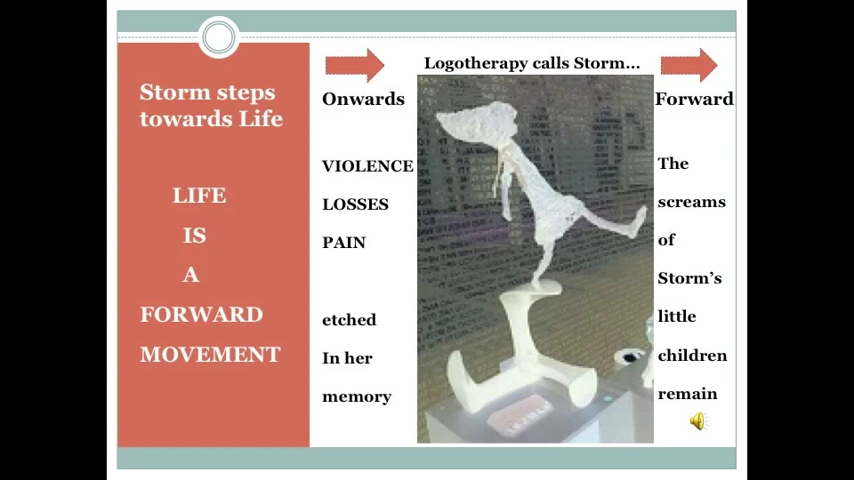 Storm steps
towards Life
LIFE
IS
A
FORWARD
MOVEMENT
Logotherapy calls Storm...
Onwards
VIOLENCE
LOSSES
PAIN
etched
In her
memory
Forward
The
screams
of
Storm's
little
children
remain